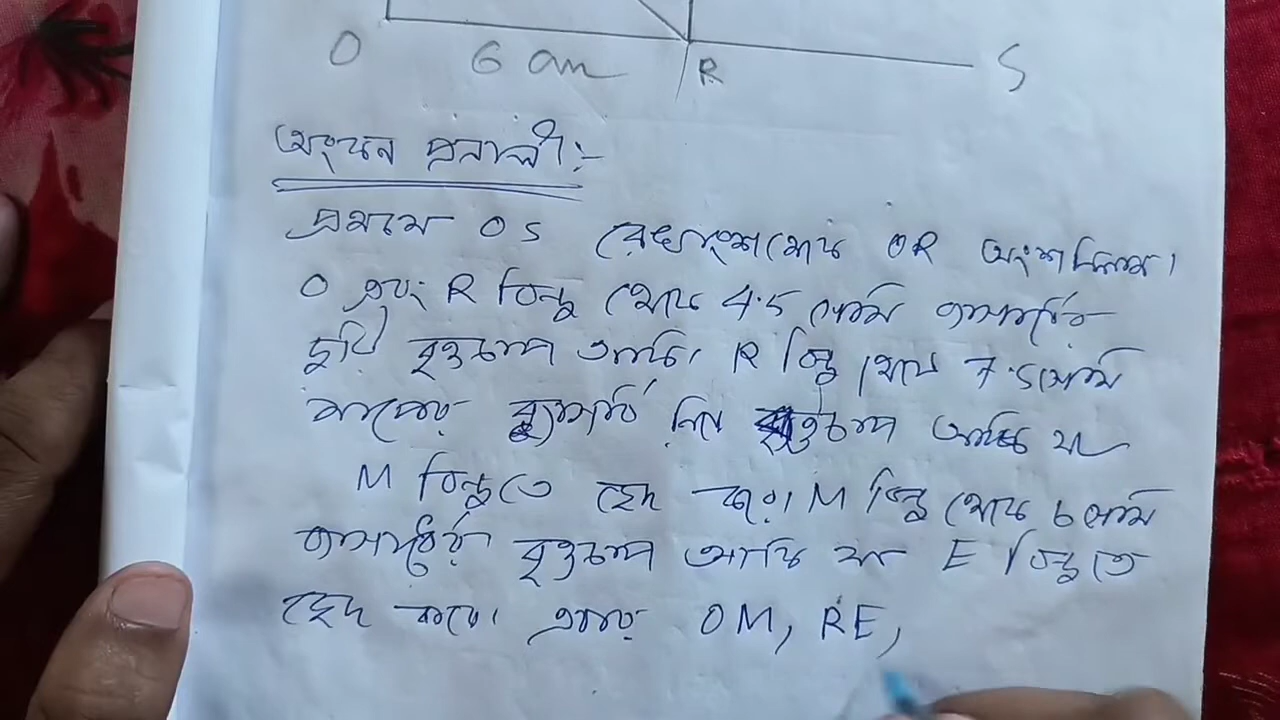 O 6 cm R S
অংকন প্রনালী:-
প্রথমে OS রেখাংশ থেকে OR অংশ নিলাম।
O এবং R বিন্দু থেকে 4.5 সেমি ব্যাসার্ধের
দুটি বৃত্তচাপ আঁকি। R বিন্দু থেকে 7.5 সেমি
মাপের ব্যাসার্ধ নিয়ে বৃত্তচাপ আঁকি যা
M বিন্দুতে ছেদ করে। M বিন্দু থেকে 6 সেমি
ব্যাসার্ধের বৃত্তচাপ আঁকি যা E বিন্দুতে
ছেদ করে। এবার OM, RE,